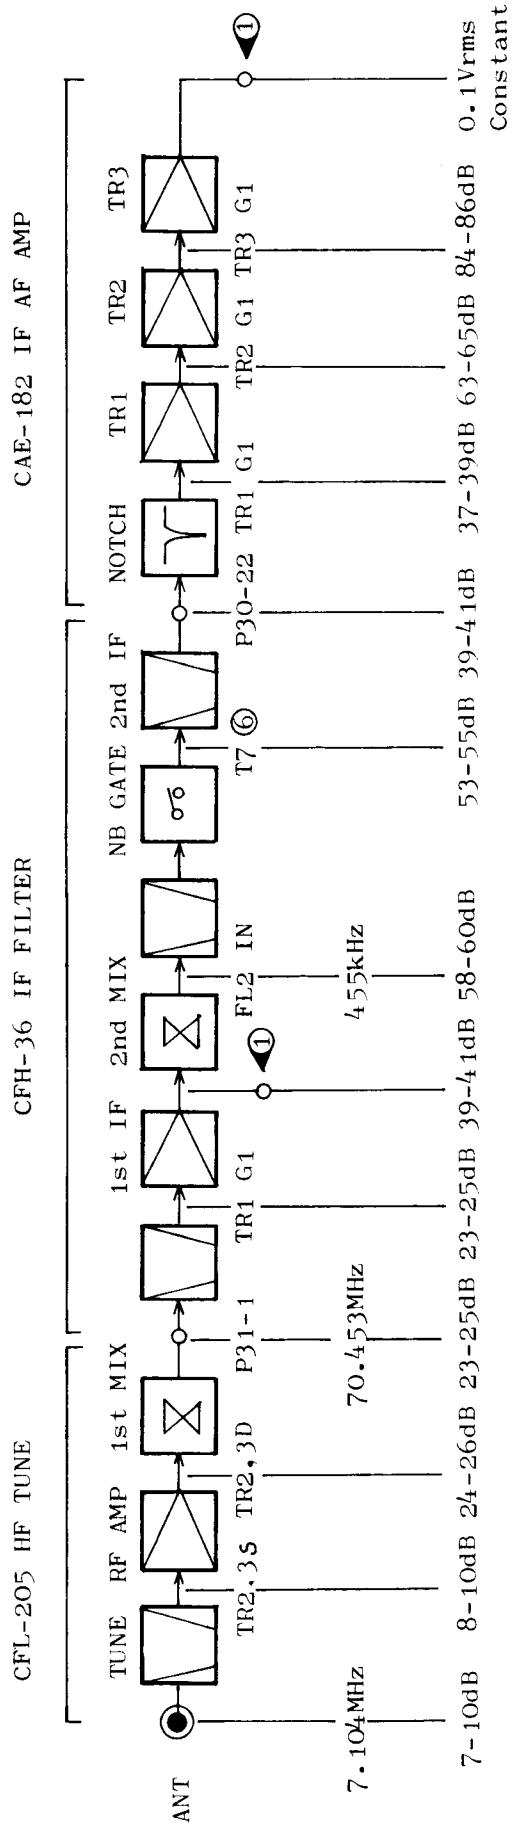 CFL-205 HF TUNE
CFH-36 IF FILTER
CAE-182 IF AF AMP
TUNE
RF AMP
1st MIX
1st IF
2nd MIX
NB GATE
2nd IF
NOTCH
TR1
TR2
TR3
ANT
TR2.3s
TR2,3D
P31-1
TR1 G1
1
FL2 IN
T7 6
P30-22
TR1 G1
TR2 G1
TR3 G1
1
7.104MHz
70.453MHz
455kHz
7-10dB
8-10dB
24-26dB
23-25dB
23-25dB
39-41dB
58-60dB
53-55dB
39-41dB
37-39dB
63-65dB
84-86dB
0.1Vrms
Constant